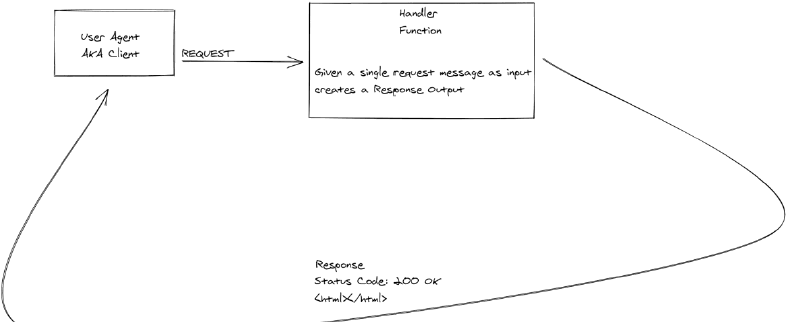 User Agent
AKA Client
REQUEST
Handler
Function
Given a single request message as input
creates a Response Output
Response
Status Code: 200 OK
<html></html>